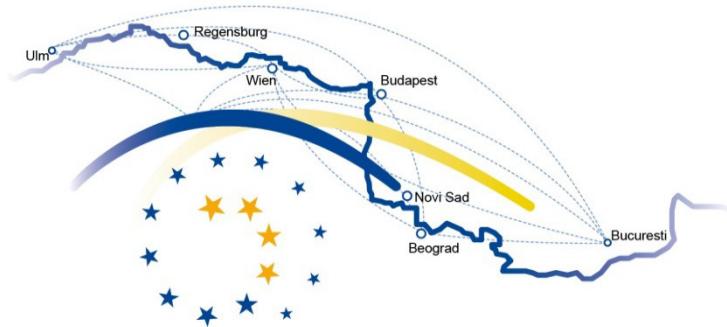 Regensburg
Ulm
Wien
Budapest
Novi Sad
Beograd
Bucuresti